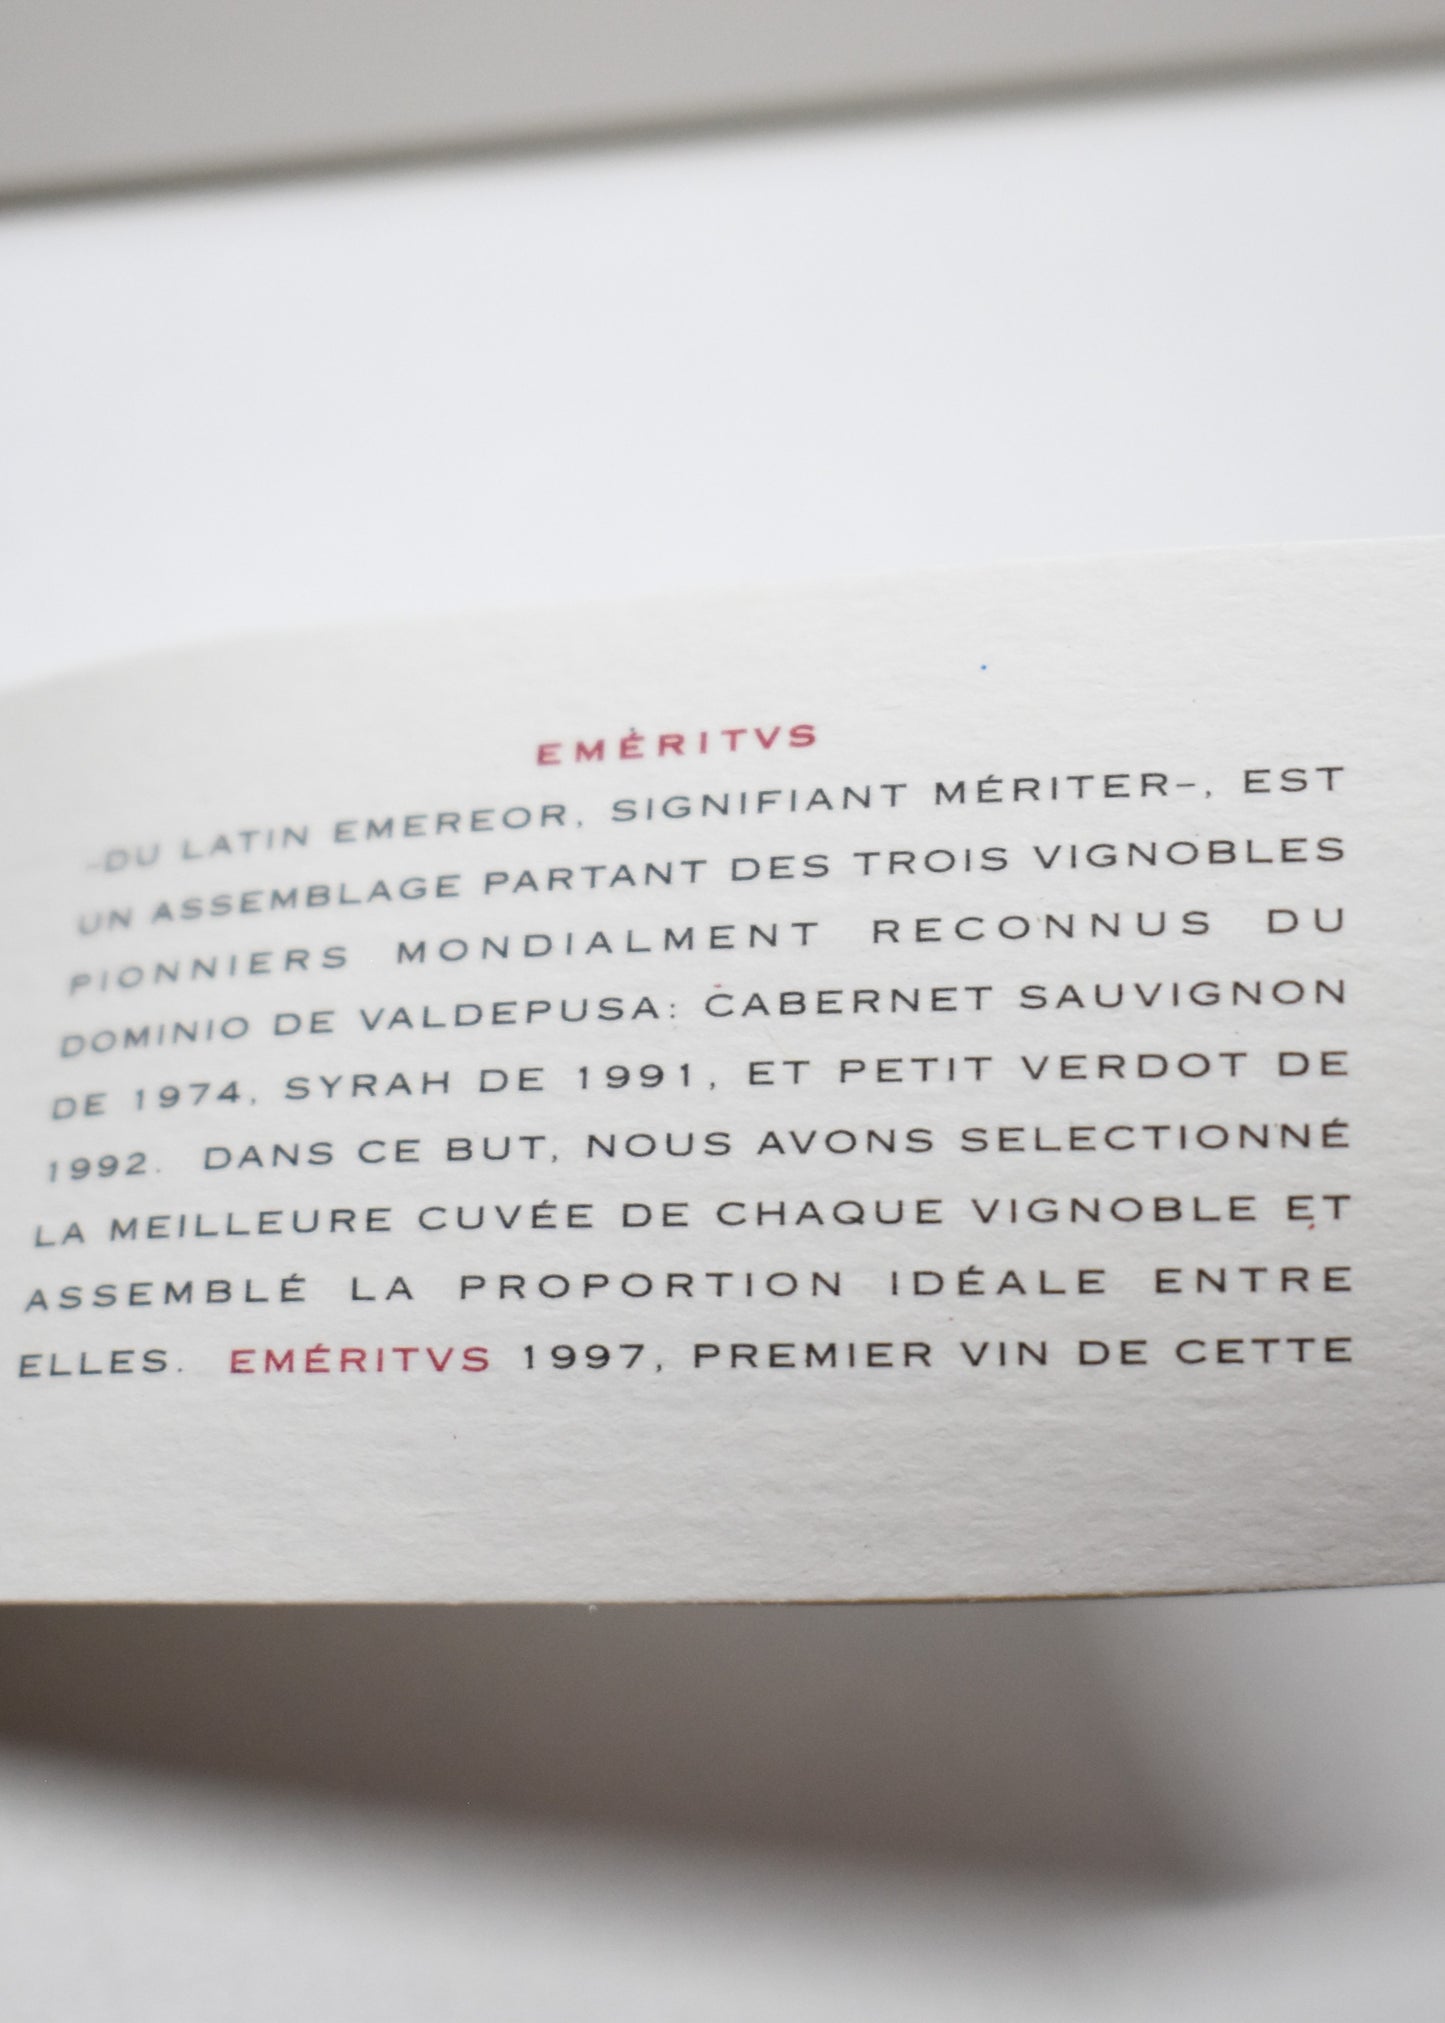 EMÉRITVS
–DU LATIN EMEREOR, SIGNIFIANT MÉRITER–, EST
UN ASSEMBLAGE PARTANT DES TROIS VIGNOBLES
PIONNIERS MONDIALMENT RECONNUS DU
DOMINIO DE VALDEPUSA: CABERNET SAUVIGNON
DE 1974, SYRAH DE 1991, ET PETIT VERDOT DE
1992. DANS CE BUT, NOUS AVONS SELECTIONNÉ
LA MEILLEURE CUVÉE DE CHAQUE VIGNOBLE ET
ASSEMBLÉ LA PROPORTION IDÉALE ENTRE
ELLES. EMÉRITVS 1997, PREMIER VIN DE CETTE